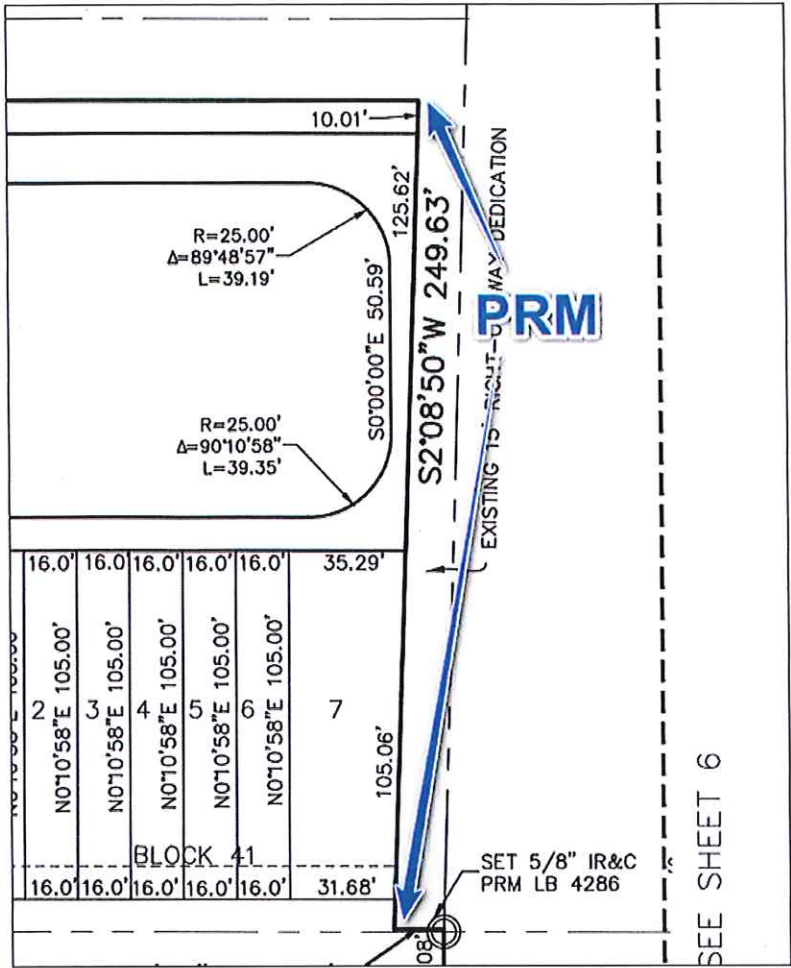 10.01'
125.62'
S2°08'50"W 249.63'
EXISTING 15' RIGHT-O WAY DEDICATION
R=25.00'
Δ=89°48'57"
L=39.19'
S0°00'00"E 50.59'
PRM
R=25.00'
Δ=90°10'58"
L=39.35'
16.0' 16.0' 16.0' 16.0' 16.0' 35.29'
2 N0°10'58"E 105.00'
3 N0°10'58"E 105.00'
4 N0°10'58"E 105.00'
5 N0°10'58"E 105.00'
6 N0°10'58"E 105.00'
7
105.06'
BLOCK 41
16.0' 16.0' 16.0' 16.0' 16.0' 31.68'
SET 5/8" IR&C
PRM LB 4286
08'
SEE SHEET 6